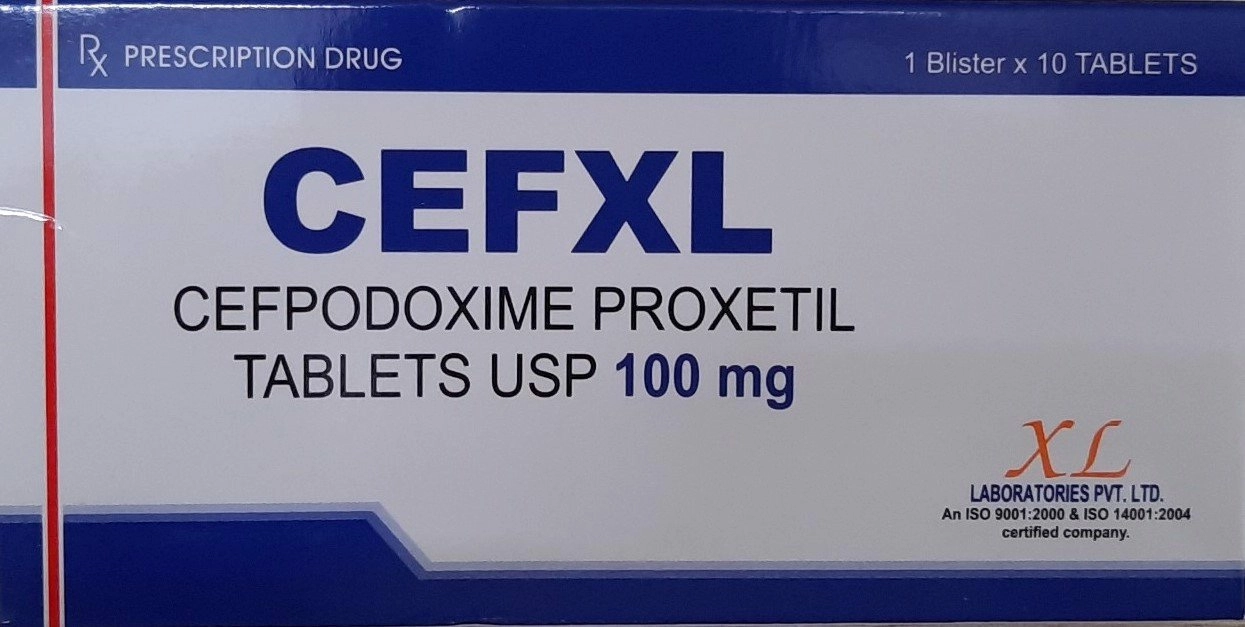 Rx PRESCRIPTION DRUG
1 Blister x 10 TABLETS
CEFXL
CEFPODOXIME PROXETIL
TABLETS USP 100 mg
XL
LABORATORIES PVT. LTD.
An ISO 9001:2000 & ISO 14001:2004
certified company.